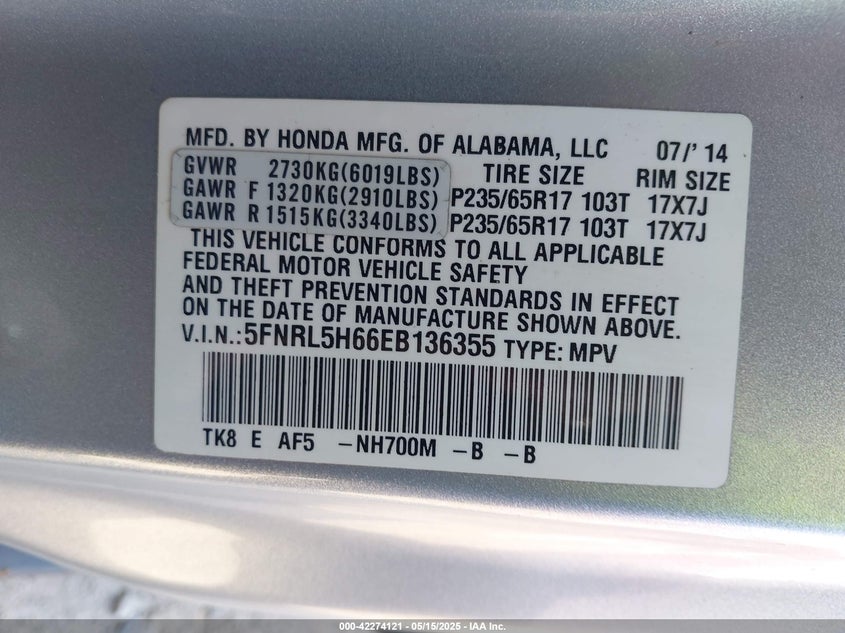 MFD. BY HONDA MFG. OF ALABAMA, LLC 07/' 14
GVWR 2730KG(6019LBS) TIRE SIZE RIM SIZE
GAWR F 1320KG(2910LBS) P235/65R17 103T 17X7J
GAWR R 1515KG(3340LBS) P235/65R17 103T 17X7J
THIS VEHICLE CONFORMS TO ALL APPLICABLE
FEDERAL MOTOR VEHICLE SAFETY
AND THEFT PREVENTION STANDARDS IN EFFECT
ON THE DATE OF MANUFACTURE SHOWN ABOVE.
V.I.N.:5FNRL5H66EB136355 TYPE: MPV
TK8 E AF5 -NH700M -B -B
000-42274121 - 05/15/2025 - IAA Inc.